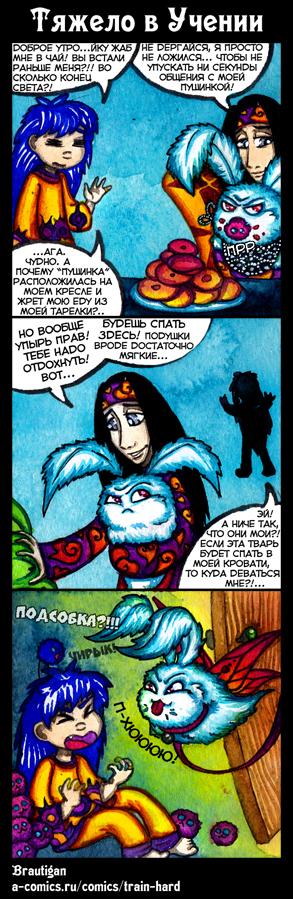 Тяжело в Учении
ДОБРОЕ УТРО...ЙКУ ЖАБ
МНЕ В ЧАЙ! ВЫ ВСТАЛИ
РАНЬШЕ МЕНЯ?!! ВО
СКОЛЬКО КОНЕЦ
СВЕТА?!
НЕ ДЕРГАЙСЯ, Я ПРОСТО
НЕ ЛОЖИЛСЯ... ЧТОБЫ НЕ
УПУСКАТЬ НИ СЕКУНДЫ
ОБЩЕНИЯ С МОЕЙ
ПУШИНКОЙ!
...АГА.
ЧУДНО. А
ПОЧЕМУ "ПУШИНКА"
РАСПОЛОЖИЛАСЬ НА
МОЕМ КРЕСЛЕ И
ЖРЕТ МОЮ ЕДУ ИЗ
МОЕЙ ТАРЕЛКИ?..
НО ВООБЩЕ
УПЫРЬ ПРАВ!
ТЕБЕ НАДО
ОТДОХНУТЬ!
ВОТ...
БУДЕШЬ СПАТЬ
ЗДЕСЬ! ПОДУШКИ
ВРОДЕ ДОСТАТОЧНО
МЯГКИЕ...
ЭЙ!
А НИЧЕ ТАК,
ЧТО ОНИ МОИ?!
ЕСЛИ ЭТА ТВАРЬ
БУДЕТ СПАТЬ В
МОЕЙ КРОВАТИ,
ТО КУДА ДЕВАТЬСЯ
МНЕ?!...
ПОДСОБКА?!!!
ЧИРЫК!
П-ХЮЮЮЮ!
Brautigan
a-comics.ru/comics/train-hard